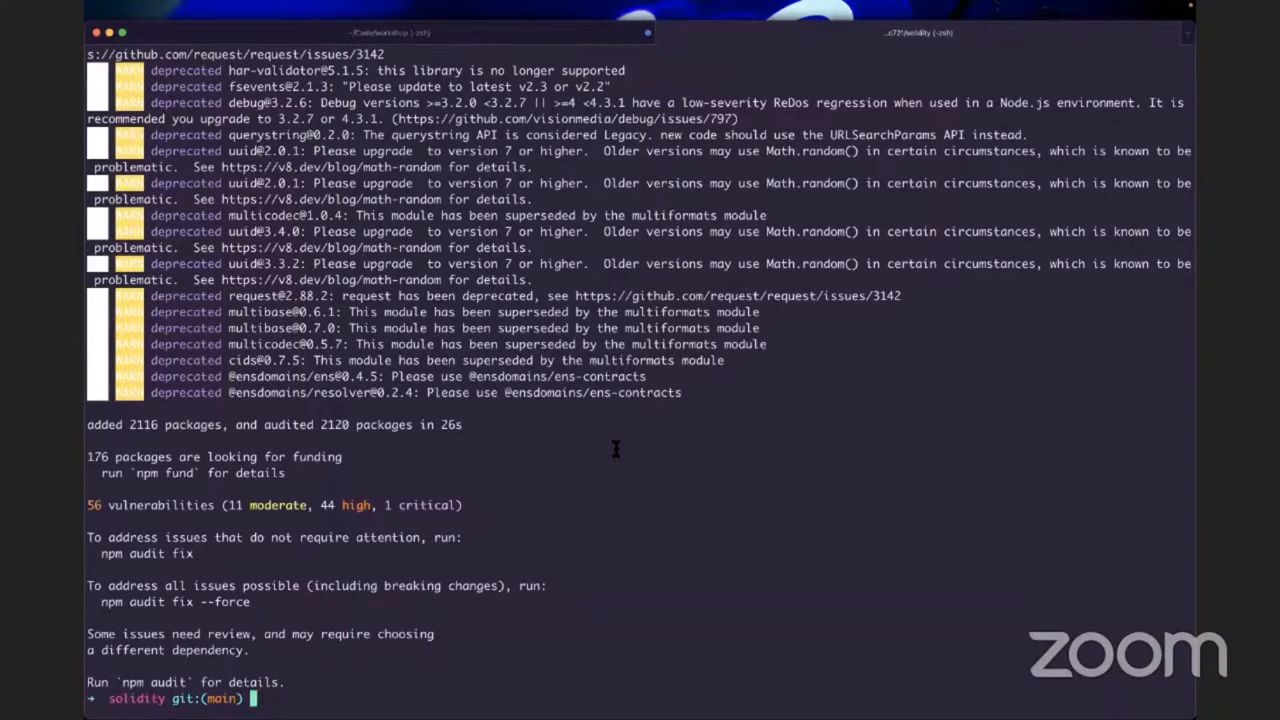 ~/Code/workshop (-zsh)
..c721/solidity (-zsh)
s://github.com/request/request/issues/3142
WARN deprecated har-validator@5.1.5: this library is no longer supported
WARN deprecated fsevents@2.1.3: "Please update to latest v2.3 or v2.2"
WARN deprecated debug@3.2.6: Debug versions >=3.2.0 <3.2.7 || >=4 <4.3.1 have a low-severity ReDos regression when used in a Node.js environment. It is
recommended you upgrade to 3.2.7 or 4.3.1. (https://github.com/visionmedia/debug/issues/797)
WARN deprecated querystring@0.2.0: The querystring API is considered Legacy. new code should use the URLSearchParams API instead.
WARN deprecated uuid@2.0.1: Please upgrade  to version 7 or higher.  Older versions may use Math.random() in certain circumstances, which is known to be
problematic.  See https://v8.dev/blog/math-random for details.
WARN deprecated uuid@2.0.1: Please upgrade  to version 7 or higher.  Older versions may use Math.random() in certain circumstances, which is known to be
problematic.  See https://v8.dev/blog/math-random for details.
WARN deprecated multicodec@1.0.4: This module has been superseded by the multiformats module
WARN deprecated uuid@3.4.0: Please upgrade  to version 7 or higher.  Older versions may use Math.random() in certain circumstances, which is known to be
problematic.  See https://v8.dev/blog/math-random for details.
WARN deprecated uuid@3.3.2: Please upgrade  to version 7 or higher.  Older versions may use Math.random() in certain circumstances, which is known to be
problematic.  See https://v8.dev/blog/math-random for details.
WARN deprecated request@2.88.2: request has been deprecated, see https://github.com/request/request/issues/3142
WARN deprecated multibase@0.6.1: This module has been superseded by the multiformats module
WARN deprecated multibase@0.7.0: This module has been superseded by the multiformats module
WARN deprecated multicodec@0.5.7: This module has been superseded by the multiformats module
WARN deprecated cids@0.7.5: This module has been superseded by the multiformats module
WARN deprecated @ensdomains/ens@0.4.5: Please use @ensdomains/ens-contracts
WARN deprecated @ensdomains/resolver@0.2.4: Please use @ensdomains/ens-contracts
added 2116 packages, and audited 2120 packages in 26s
176 packages are looking for funding
run `npm fund` for details
56 vulnerabilities (11 moderate, 44 high, 1 critical)
To address issues that do not require attention, run:
npm audit fix
To address all issues possible (including breaking changes), run:
npm audit fix --force
Some issues need review, and may require choosing
a different dependency.
Run `npm audit` for details.
→ solidity git:(main)
zoom